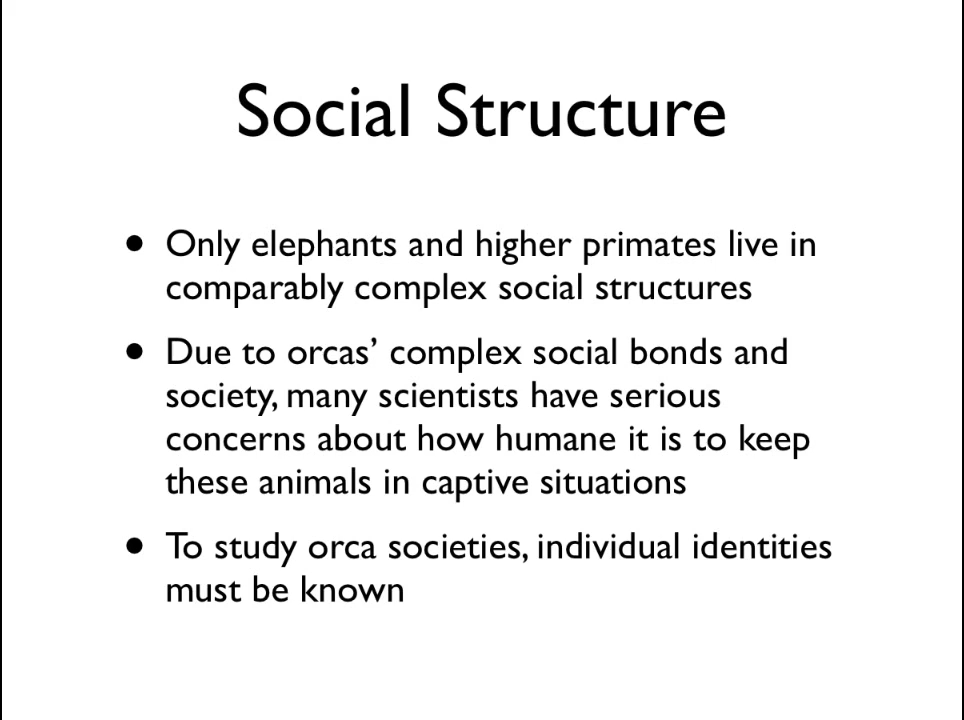 Social Structure
• Only elephants and higher primates live in
comparably complex social structures
• Due to orcas’ complex social bonds and
society, many scientists have serious
concerns about how humane it is to keep
these animals in captive situations
• To study orca societies, individual identities
must be known